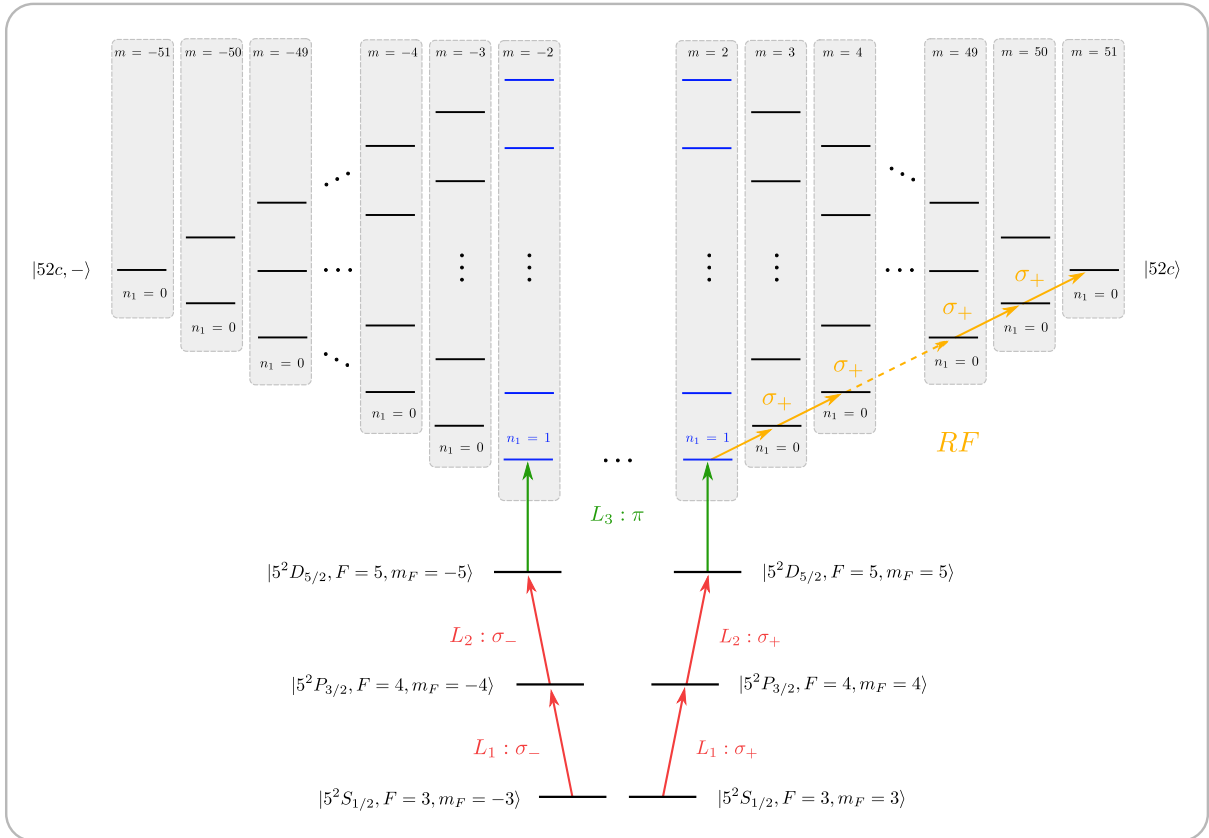 m = −51 m = −50 m = −49 m = −4 m = −3 m = −2 m = 2 m = 3 m = 4 m = 49 m = 50 m = 51
|52c, −⟩ |52c⟩
σ₊
n₁ = 0 n₁ = 0
σ₊
n₁ = 0 n₁ = 0
σ₊
n₁ = 0 n₁ = 0
σ₊
n₁ = 0 n₁ = 0
n₁ = 0 n₁ = 1 n₁ = 1 n₁ = 0
RF
L₃ : π
|5²D₅/₂, F = 5, m_F = −5⟩ |5²D₅/₂, F = 5, m_F = 5⟩
L₂ : σ₋ L₂ : σ₊
|5²P₃/₂, F = 4, m_F = −4⟩ |5²P₃/₂, F = 4, m_F = 4⟩
L₁ : σ₋ L₁ : σ₊
|5²S₁/₂, F = 3, m_F = −3⟩ |5²S₁/₂, F = 3, m_F = 3⟩